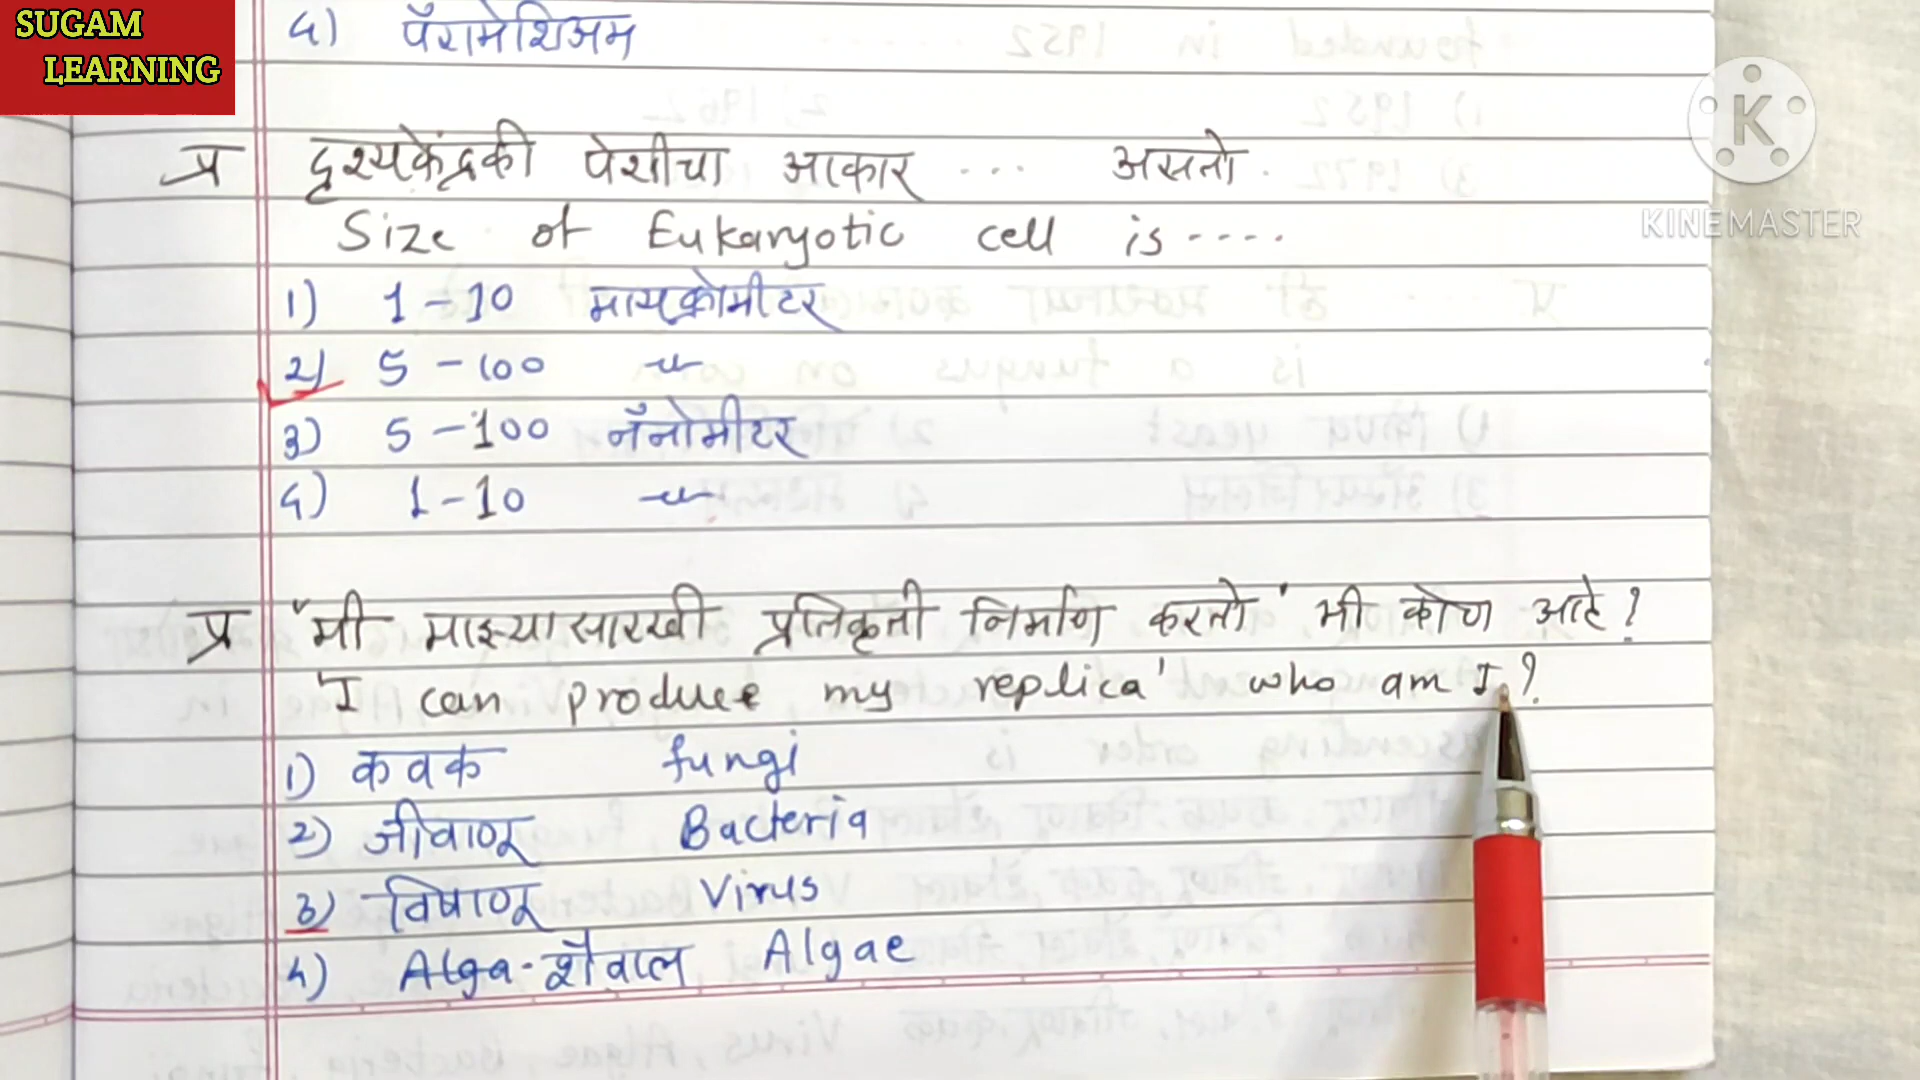 SUGAM
LEARNING
4) पॅरामेशिअम
K
KINEMASTER
प्र दृश्यकेंद्रकी पेशीचा आकार ... असतो.
Size of Eukaryotic cell is ----
1) 1 - 10 मायक्रोमीटर
2) 5 - 100 -"-
3) 5 - 100 नॅनोमीटर
4) 1 - 10 -"-
प्र "मी माझ्यासारखी प्रतिकृती निर्माण करतो' मी कोण आहे?
'I can produce my replica' who am I?
1) कवक fungi
2) जीवाणू Bacteria
3) विषाणू Virus
4) Alga - शैवाल Algae